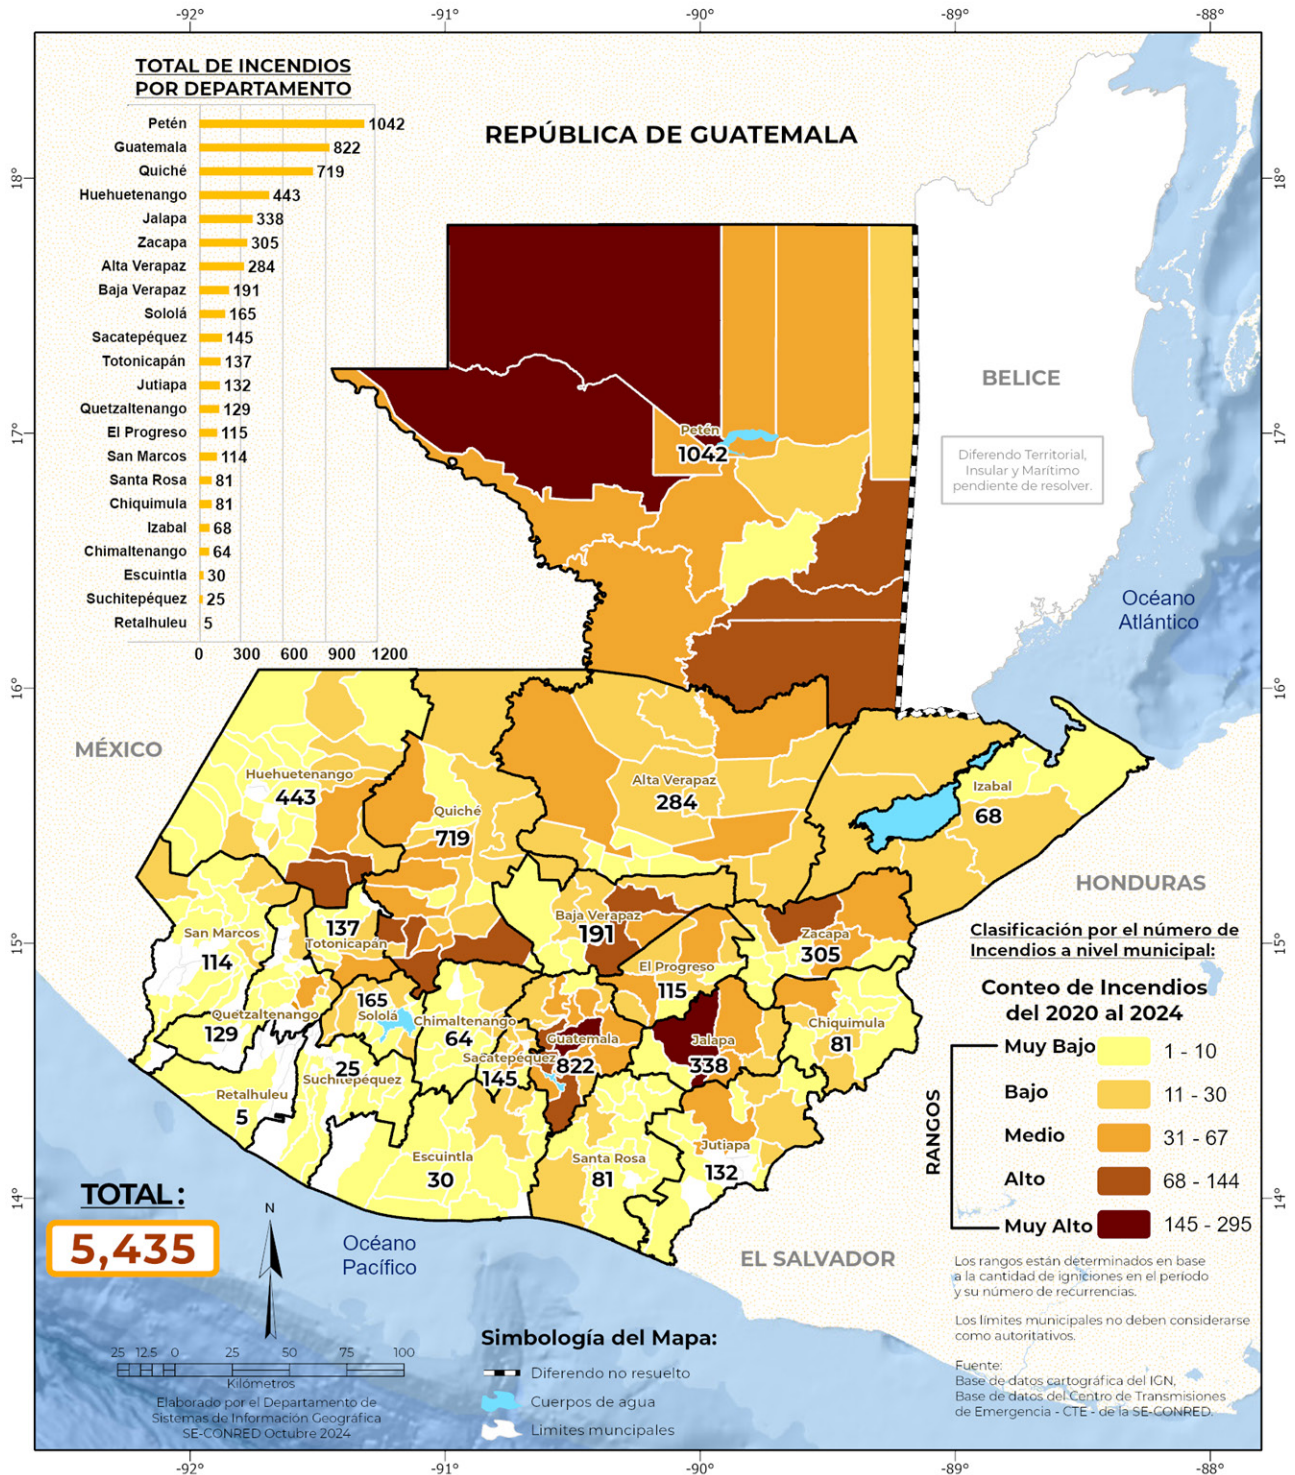 -92°
-91°
-90°
-89°
-88°
TOTAL DE INCENDIOS
POR DEPARTAMENTO
Petén 1042
Guatemala 822
Quiché 719
Huehuetenango 443
Jalapa 338
Zacapa 305
Alta Verapaz 284
Baja Verapaz 191
Sololá 165
Sacatepéquez 145
Totonicapán 137
Jutiapa 132
Quetzaltenango 129
El Progreso 115
San Marcos 114
Santa Rosa 81
Chiquimula 81
Izabal 68
Chimaltenango 64
Escuintla 30
Suchitepéquez 25
Retalhuleu 5
0 300 600 900 1200
REPÚBLICA DE GUATEMALA
18°
18°
17°
17°
16°
16°
15°
15°
14°
14°
BELICE
Diferendo Territorial,
Insular y Marítimo
pendiente de resolver.
Petén
1042
Océano
Atlántico
MÉXICO
Huehuetenango
443
Quiché
719
Alta Verapaz
284
Izabal
68
HONDURAS
San Marcos
114
137
Totonicapán
Baja Verapaz
191
Zacapa
305
El Progreso
115
165
Sololá
Quetzaltenango
129
Chimaltenango
64
Guatemala
822
Sacatepéquez
145
Jalapa
338
Chiquimula
81
25
Suchitepéquez
Retalhuleu
5
Escuintla
30
Santa Rosa
81
Jutiapa
132
Clasificación por el número de
Incendios a nivel municipal:
Conteo de Incendios
del 2020 al 2024
RANGOS
Muy Bajo 1 - 10
Bajo 11 - 30
Medio 31 - 67
Alto 68 - 144
Muy Alto 145 - 295
Los rangos están determinados en base
a la cantidad de igniciones en el período
y su número de recurrencias.
Los límites municipales no deben considerarse
como autoritativos.
Fuente:
Base de datos cartográfica del IGN,
Base de datos del Centro de Transmisiones
de Emergencia - CTE - de la SE-CONRED.
TOTAL:
5,435
N
Océano
Pacífico
EL SALVADOR
25 12.5 0 25 50 75 100
Kilómetros
Elaborado por el Departamento de
Sistemas de Información Geográfica
SE-CONRED Octubre 2024
Simbología del Mapa:
Diferendo no resuelto
Cuerpos de agua
Limites muncipales
-92°
-91°
-90°
-89°
-88°